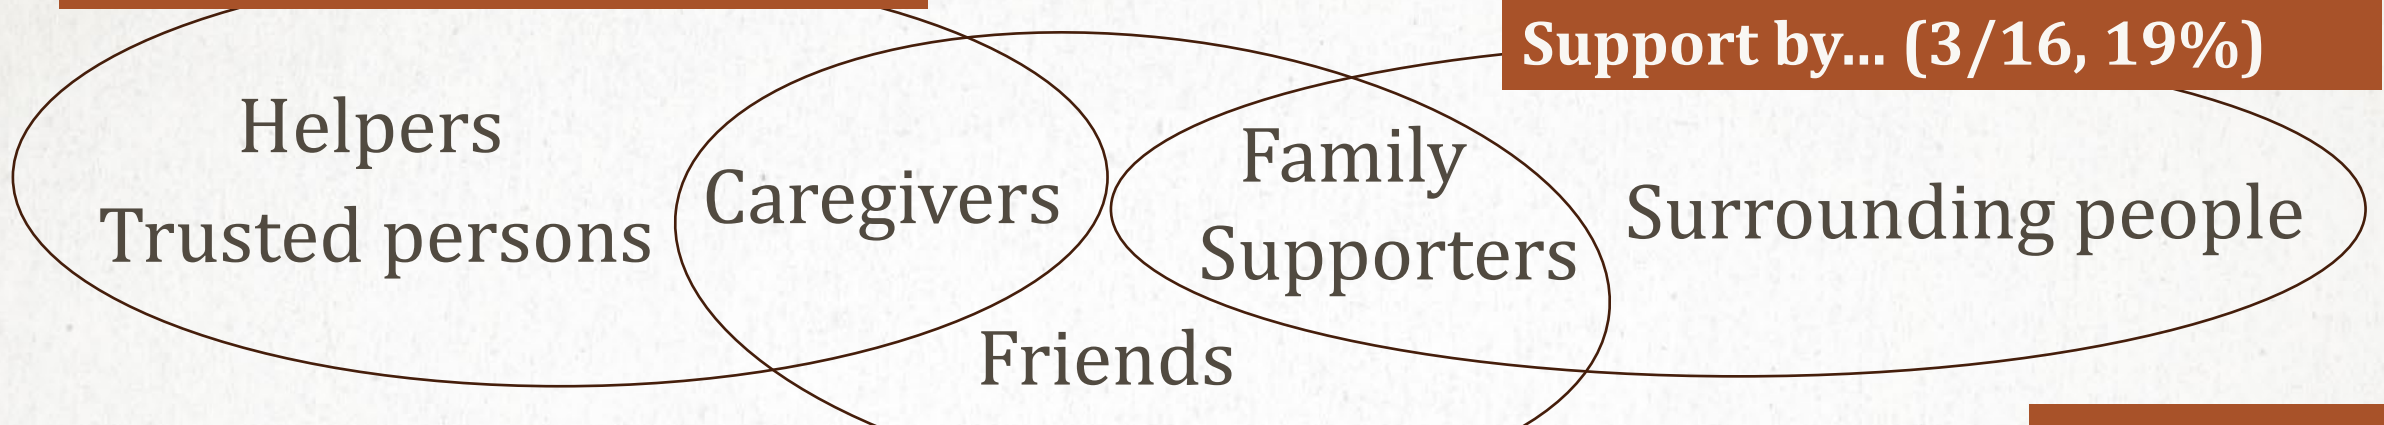 Support by... (3/16, 19%)
Helpers
Trusted persons
Caregivers
Family
Supporters
Surrounding people
Friends